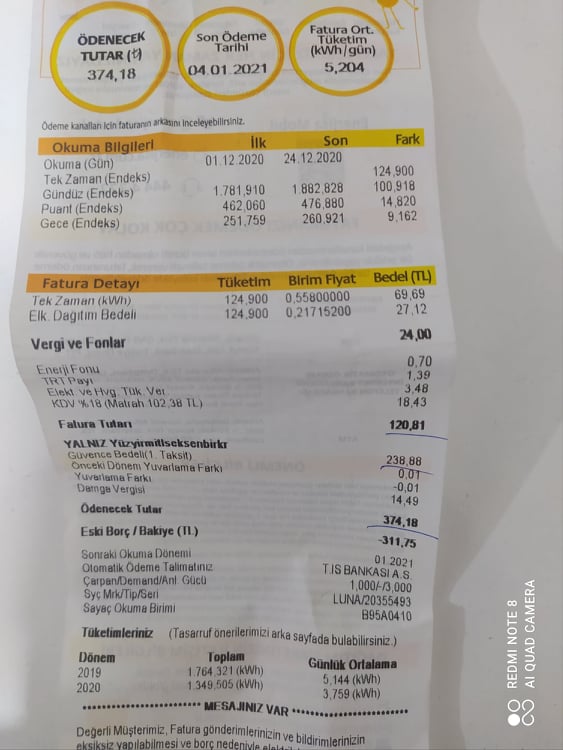 ÖDENECEK
TUTAR (₺)
374,18
Son Ödeme
Tarihi
04.01.2021
Fatura Ort.
Tüketim
(kWh/gün)
5,204
Ödeme kanalları için faturanın arkasını inceleyebilirsiniz.
Okuma Bilgileri İlk Son Fark
Okuma (Gün) 01.12.2020 24.12.2020
Tek Zaman (Endeks) 124,900
Gündüz (Endeks) 1.781,910 1.882,828 100,918
Puant (Endeks) 462,060 476,880 14,820
Gece (Endeks) 251,759 260,921 9,162
Fatura Detayı Tüketim Birim Fiyat Bedel (TL)
Tek Zaman (kWh) 124,900 0,55800000 69,69
Elk. Dağıtım Bedeli 124,900 0,21715200 27,12
Vergi ve Fonlar 24,00
Enerji Fonu 0,70
TRT Payı 1,39
Elekt ve Hvg. Tük. Ver. 3,48
KDV %18 (Matrah 102,38 TL) 18,43
Fatura Tutarı 120,81
YALNIZ Yüzyirmitlseksenbirkr
Güvence Bedeli(1. Taksit) 238,88
Önceki Dönem Yuvarlama Farkı 0,01
Yuvarlama Farkı -0,01
Damga Vergisi 14,49
Ödenecek Tutar 374,18
Eski Borç / Bakiye (TL) -311,75
Sonraki Okuma Dönemi 01.2021
Otomatik Ödeme Talimatınız T.IS BANKASI A.S.
Çarpan/Demand/Anl. Gücü 1,000/-/3,000
Syç Mrk/Tip/Seri LUNA/20355493
Sayaç Okuma Birimi B95A0410
Tüketimleriniz (Tasarruf önerilerimizi arka sayfada bulabilirsiniz.)
Dönem Toplam Günlük Ortalama
2019 1.764,321 (kWh) 5,144 (kWh)
2020 1.349,505 (kWh) 3,759 (kWh)
MESAJINIZ VAR
Değerli Müşterimiz, Fatura gönderimlerinizin ve bildirimlerinizin
eksiksiz yapılabilmesi ve borç nedeniyle
REDMI NOTE 8
AI QUAD CAMERA